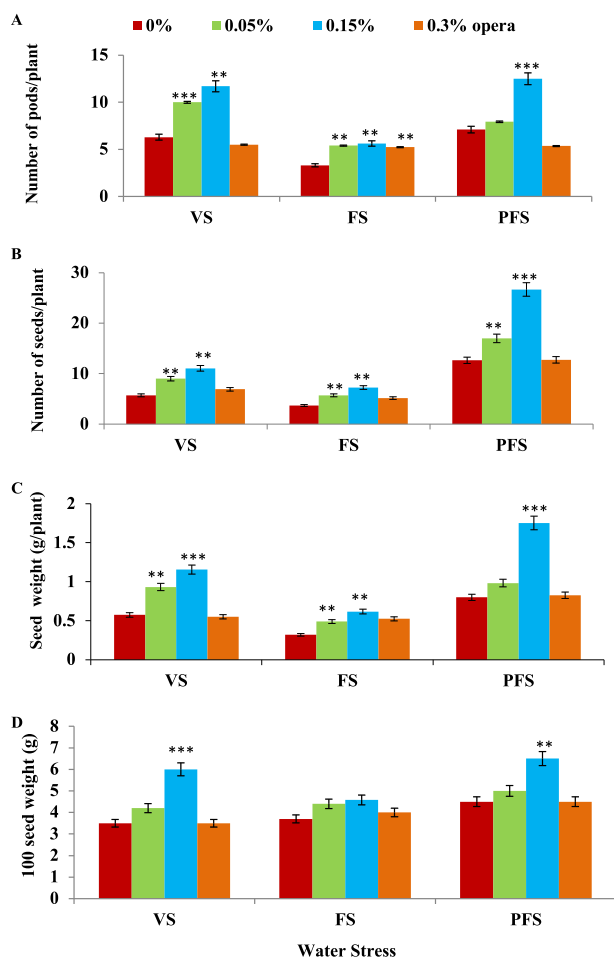 A
0% 0.05% 0.15% 0.3% opera
Number of pods/plant
15
10
5
0
*** **
** ** **
***
VS FS PFS
B
Number of seeds/plant
30
20
10
0
** **
** **
** ***
VS FS PFS
C
Seed weight (g/plant)
2
1.5
1
0.5
0
** ***
** **
***
VS FS PFS
D
100 seed weight (g)
8
7
6
5
4
3
2
1
0
***
**
VS FS PFS
Water Stress